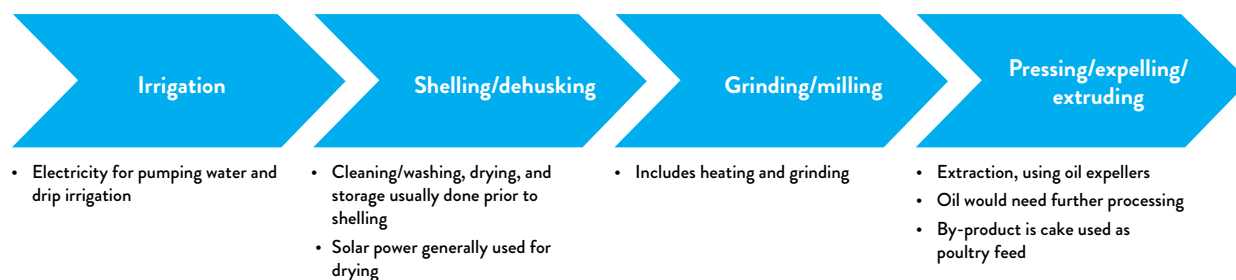 Irrigation
Shelling/dehusking
Grinding/milling
Pressing/expelling/
extruding
• Electricity for pumping water and
drip irrigation
• Cleaning/washing, drying, and
storage usually done prior to
shelling
• Solar power generally used for
drying
• Includes heating and grinding
• Extraction, using oil expellers
• Oil would need further processing
• By-product is cake used as
poultry feed